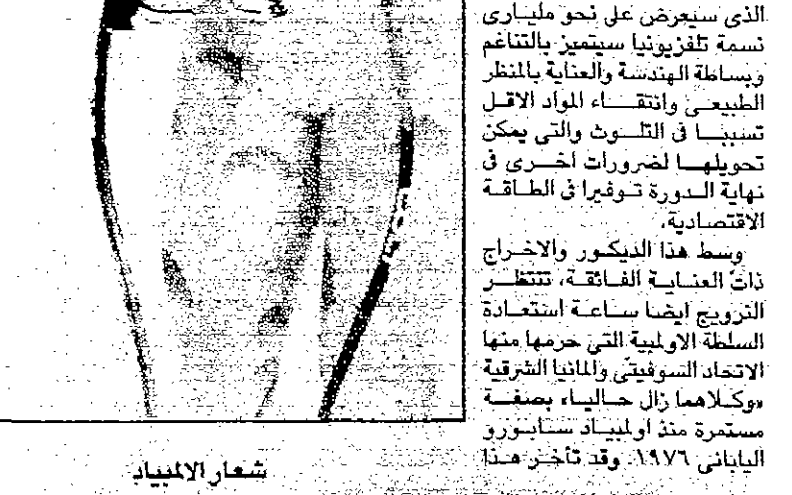 الذى سيعرض على نحو مليارى
نسمة تلفزيونيا سيتميز بالتناغم
وبساطة الهندسة والعناية بالمنظر
الطبيعى وانتقاء المواد الاقل
تسببا فى التلوث والتى يمكن
تحويلها لضرورات اخرى فى
نهاية الدورة توفيرا فى الطاقة
الاقتصادية.
وسط هذا الديكور والاخراج
ذات العناية الفائقة، تنتظر
النرويج ايضا ساعة استعادة
السلطة الاولمبية التى حرمها منها
الاتحاد السوفيتى والمانيا الشرقية
«وكلاهما زال حاليا» بصفة
مستمرة منذ اولمبياد سابورو
اليابانى ١٩٧٦. وقد تأخر هذا
شعار الالمبياد